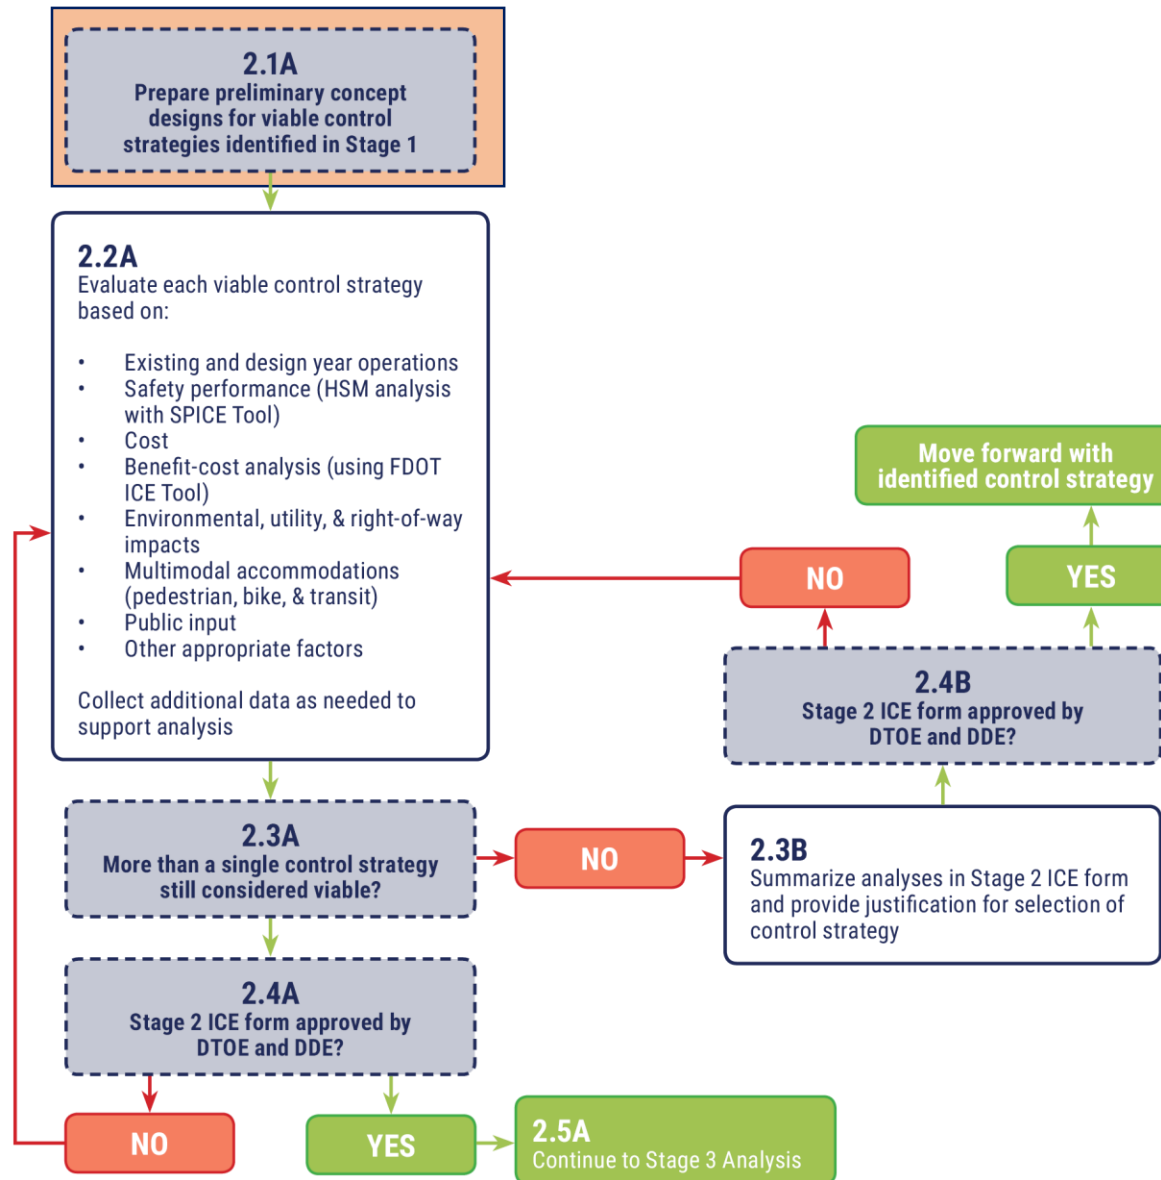 2.1A
Prepare preliminary concept
designs for viable control
strategies identified in Stage 1
2.2A
Evaluate each viable control strategy
based on:
• Existing and design year operations
• Safety performance (HSM analysis
with SPICE Tool)
• Cost
• Benefit-cost analysis (using FDOT
ICE Tool)
• Environmental, utility, & right-of-way
impacts
• Multimodal accommodations
(pedestrian, bike, & transit)
• Public input
• Other appropriate factors
Collect additional data as needed to
support analysis
2.3A
More than a single control strategy
still considered viable?
NO
2.3B
Summarize analyses in Stage 2 ICE form
and provide justification for selection of
control strategy
2.4B
Stage 2 ICE form approved by
DTOE and DDE?
NO
YES
Move forward with
identified control strategy
2.4A
Stage 2 ICE form approved by
DTOE and DDE?
NO
YES
2.5A
Continue to Stage 3 Analysis